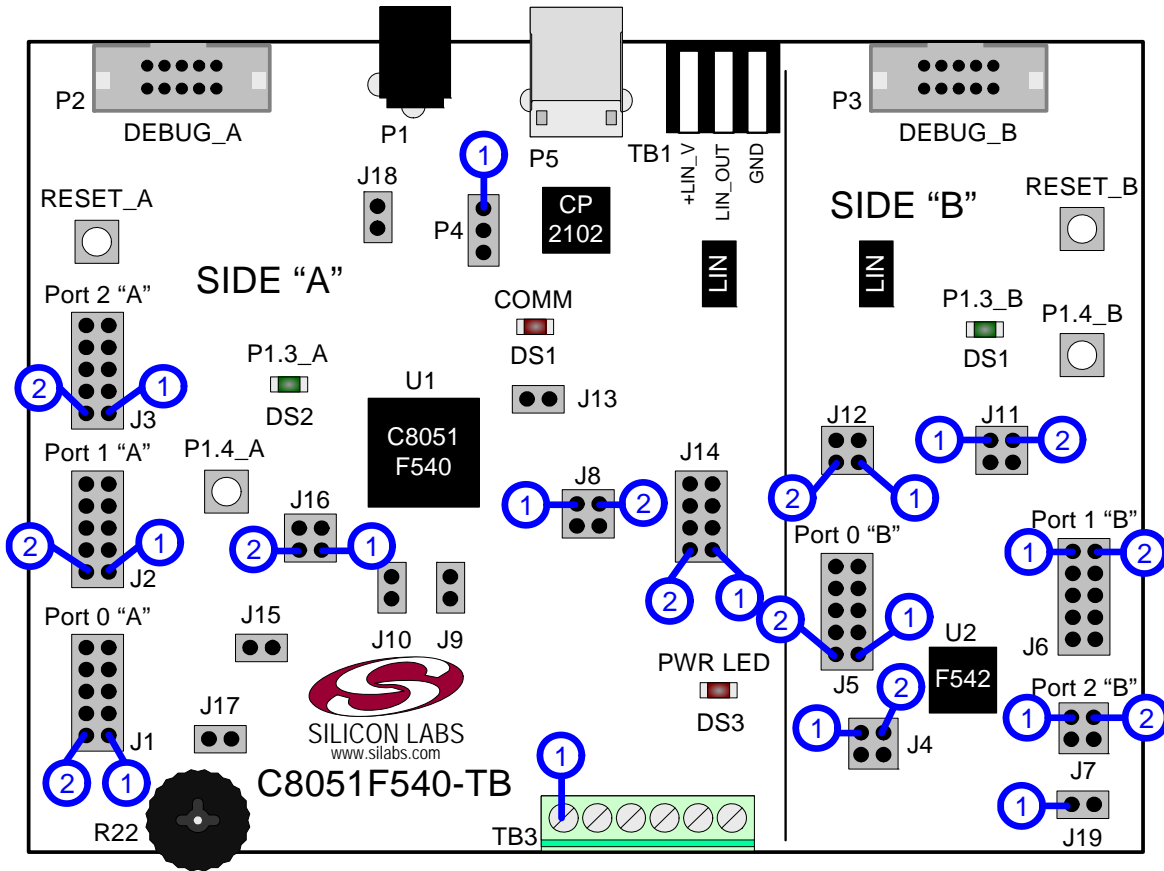 P2
DEBUG_A
P1
P5
TB1
+LIN_V
LIN_OUT
GND
P3
DEBUG_B
1
J18
P4
CP
2102
RESET_A
SIDE “A”
SIDE “B”
RESET_B
LIN
LIN
Port 2 “A”
COMM
DS1
P1.3_B
DS1
P1.4_B
P1.3_A
DS2
2
1
J3
U1
C8051
F540
J13
J12
2
1
J11
1
2
Port 1 “A”
P1.4_A
J8
1
2
J14
2
1
2
1
J2
J16
2
1
Port 0 “B”
2
1
J5
Port 1 “B”
1
2
J6
J10
J9
Port 0 “A”
J15
J17
2
1
J1
SILICON LABS
www.silabs.com
C8051F540-TB
PWR LED
DS3
U2
F542
1
2
J4
Port 2 “B”
1
2
J7
R22
1
TB3
1
J19